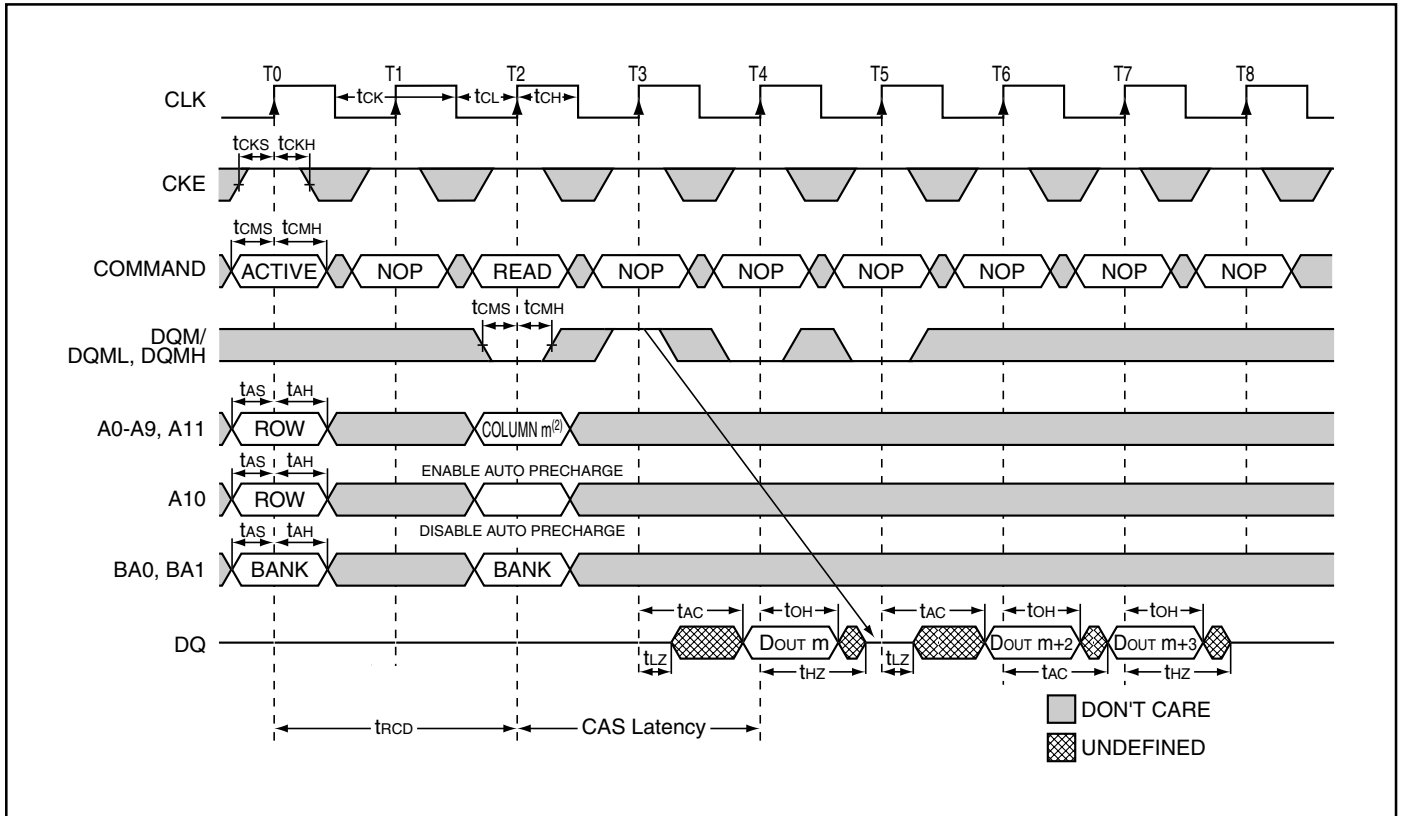 T0 T1 T2 T3 T4 T5 T6 T7 T8
CLK tCK tCL tCH
tCKS tCKH
CKE
tCMS tCMH
COMMAND ACTIVE NOP READ NOP NOP NOP NOP NOP NOP
tCMS tCMH
DQM/
DQML, DQMH
tAS tAH
A0-A9, A11 ROW COLUMN m(2)
tAS tAH ENABLE AUTO PRECHARGE
A10 ROW
tAS tAH DISABLE AUTO PRECHARGE
BA0, BA1 BANK BANK
tAC tOH tAC tOH tOH
DQ DOUT m DOUT m+2 DOUT m+3
tLZ tHZ tLZ tAC tHZ
DON'T CARE
tRCD CAS Latency
UNDEFINED